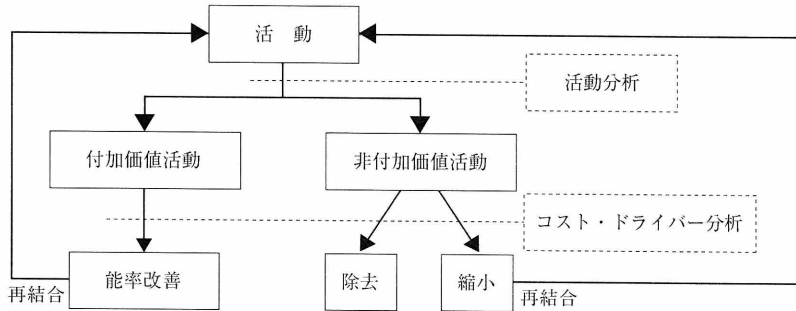 活 動
活動分析
付加価値活動
非付加価値活動
コスト・ドライバー分析
能率改善
除去
縮小
再結合
再結合